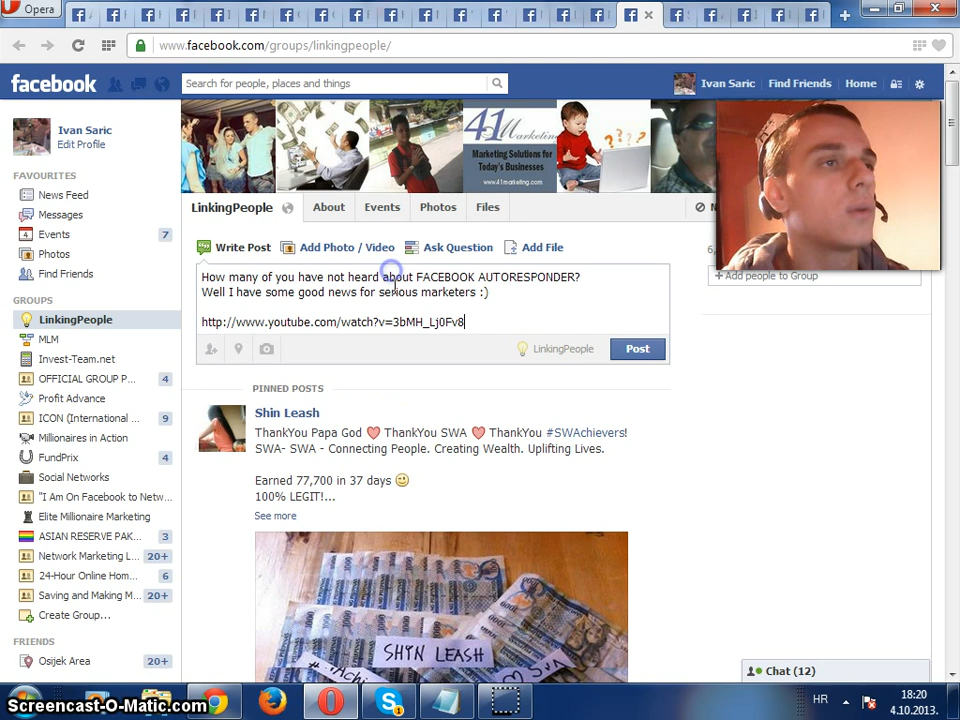 Opera
www.facebook.com/groups/linkingpeople/
facebook
Search for people, places and things
Ivan Saric
Find Friends
Home
Ivan Saric
Edit Profile
FAVOURITES
News Feed
Messages
Events 7
4
Photos
Find Friends
GROUPS
LinkingPeople
MLM
Invest-Team.net
OFFICIAL GROUP P... 4
Profit Advance
ICON (International ... 9
Millionaires in Action
FundPrix 4
Social Networks
"I Am On Facebook to Netw...
Elite Millionaire Marketing
ASIAN RESERVE PAK... 3
Network Marketing L... 20+
24-Hour Online Hom... 6
Saving and Making M... 20+
Create Group...
FRIENDS
Osijek Area 20+
41
Marketing
Marketing Solutions for
Today's Businesses
www.41marketing.com
LinkingPeople
About
Events
Photos
Files
Write Post
Add Photo / Video
Ask Question
Add File
How many of you have not heard about FACEBOOK AUTORESPONDER?
Well I have some good news for serious marketers :)
http://www.youtube.com/watch?v=3bMH_Lj0Fv8
LinkingPeople
Post
+ Add people to Group
PINNED POSTS
Shin Leash
ThankYou Papa God ❤ ThankYou SWA ❤ ThankYou #SWAchievers!
SWA- SWA - Connecting People. Creating Wealth. Uplifting Lives.
Earned 77,700 in 37 days
100% LEGIT!...
See more
SHIN LEASH
Chat (12)
HR
18:20
4.10.2013.
Screencast-O-Matic.com